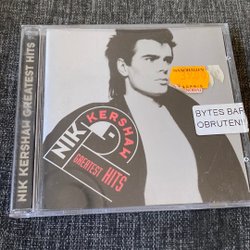 NIK KERSHAW GREATEST HITS
NIK
KERSHAW
GREATEST HITS
BYTES BAR
OBRUTEN!